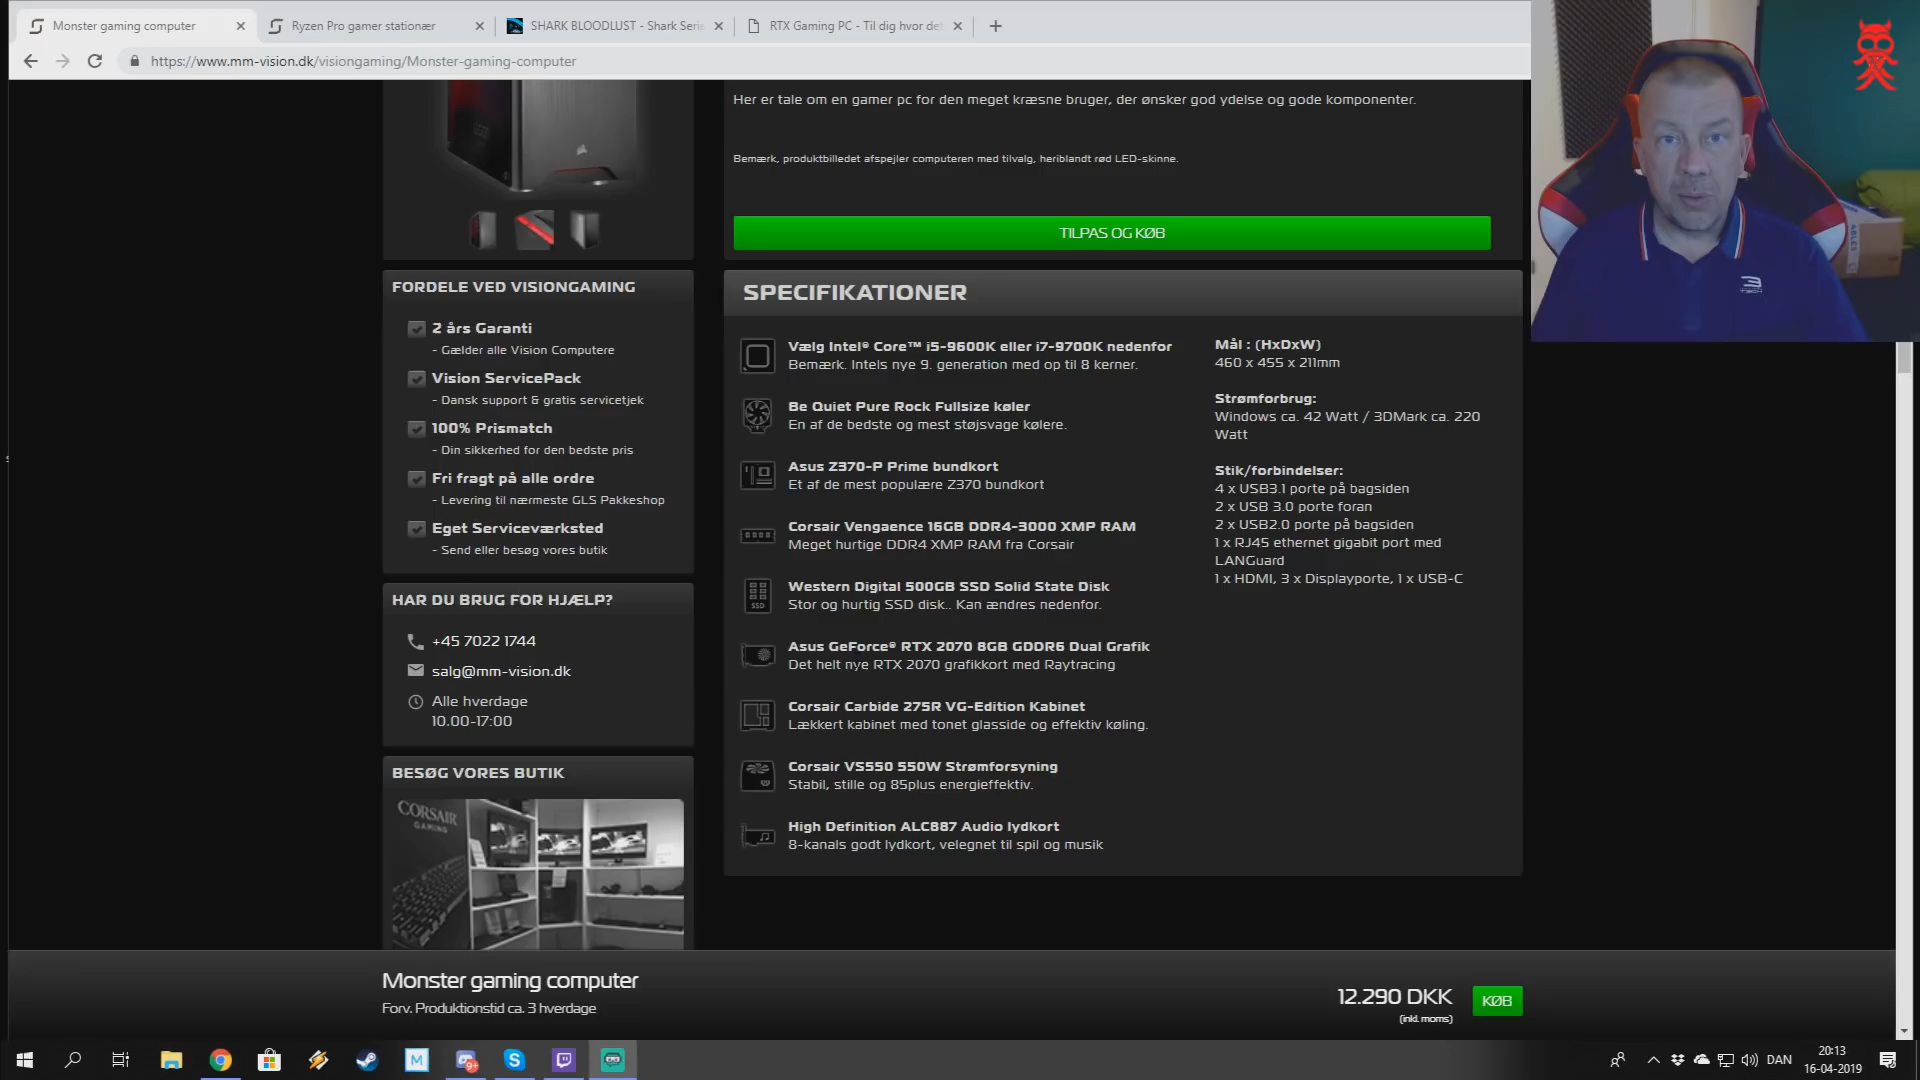 Monster gaming computer
Ryzen Pro gamer stationær
SHARK BLOODLUST - Shark Serie
RTX Gaming PC - Til dig hvor det
https://www.mm-vision.dk/visiongaming/Monster-gaming-computer
Her er tale om en gamer pc for den meget kræsne bruger, der ønsker god ydelse og gode komponenter.
Bemærk, produktbilledet afspejler computeren med tilvalg, heriblandt rød LED-skinne.
TILPAS OG KØB
FORDELE VED VISIONGAMING
2 års Garanti
- Gælder alle Vision Computere
Vision ServicePack
- Dansk support & gratis servicetjek
100% Prismatch
- Din sikkerhed for den bedste pris
Fri fragt på alle ordre
- Levering til nærmeste GLS Pakkeshop
Eget Serviceværksted
- Send eller besøg vores butik
HAR DU BRUG FOR HJÆLP?
+45 7022 1744
salg@mm-vision.dk
Alle hverdage
10.00-17:00
BESØG VORES BUTIK
CORSAIR
GAMING
SPECIFIKATIONER
Vælg Intel® Core™ i5-9600K eller i7-9700K nedenfor
Bemærk. Intels nye 9. generation med op til 8 kerner.
Be Quiet Pure Rock Fullsize køler
En af de bedste og mest støjsvage kølere.
Asus Z370-P Prime bundkort
Et af de mest populære Z370 bundkort
Corsair Vengaence 16GB DDR4-3000 XMP RAM
Meget hurtige DDR4 XMP RAM fra Corsair
SSD
Western Digital 500GB SSD Solid State Disk
Stor og hurtig SSD disk.. Kan ændres nedenfor.
Asus GeForce® RTX 2070 8GB GDDR6 Dual Grafik
Det helt nye RTX 2070 grafikkort med Raytracing
Corsair Carbide 275R VG-Edition Kabinet
Lækkert kabinet med tonet glasside og effektiv køling.
Corsair VS550 550W Strømforsyning
Stabil, stille og 85plus energieffektiv.
High Definition ALC887 Audio lydkort
8-kanals godt lydkort, velegnet til spil og musik
Mål : (HxDxW)
460 x 455 x 211mm
Strømforbrug:
Windows ca. 42 Watt / 3DMark ca. 220
Watt
Stik/forbindelser:
4 x USB3.1 porte på bagsiden
2 x USB 3.0 porte foran
2 x USB2.0 porte på bagsiden
1 x RJ45 ethernet gigabit port med
LANGuard
1 x HDMI, 3 x Displayporte, 1 x USB-C
Monster gaming computer
Forv. Produktionstid ca. 3 hverdage
12.290 DKK
(inkl. moms)
KØB
M
9+
DAN
20:13
16-04-2019